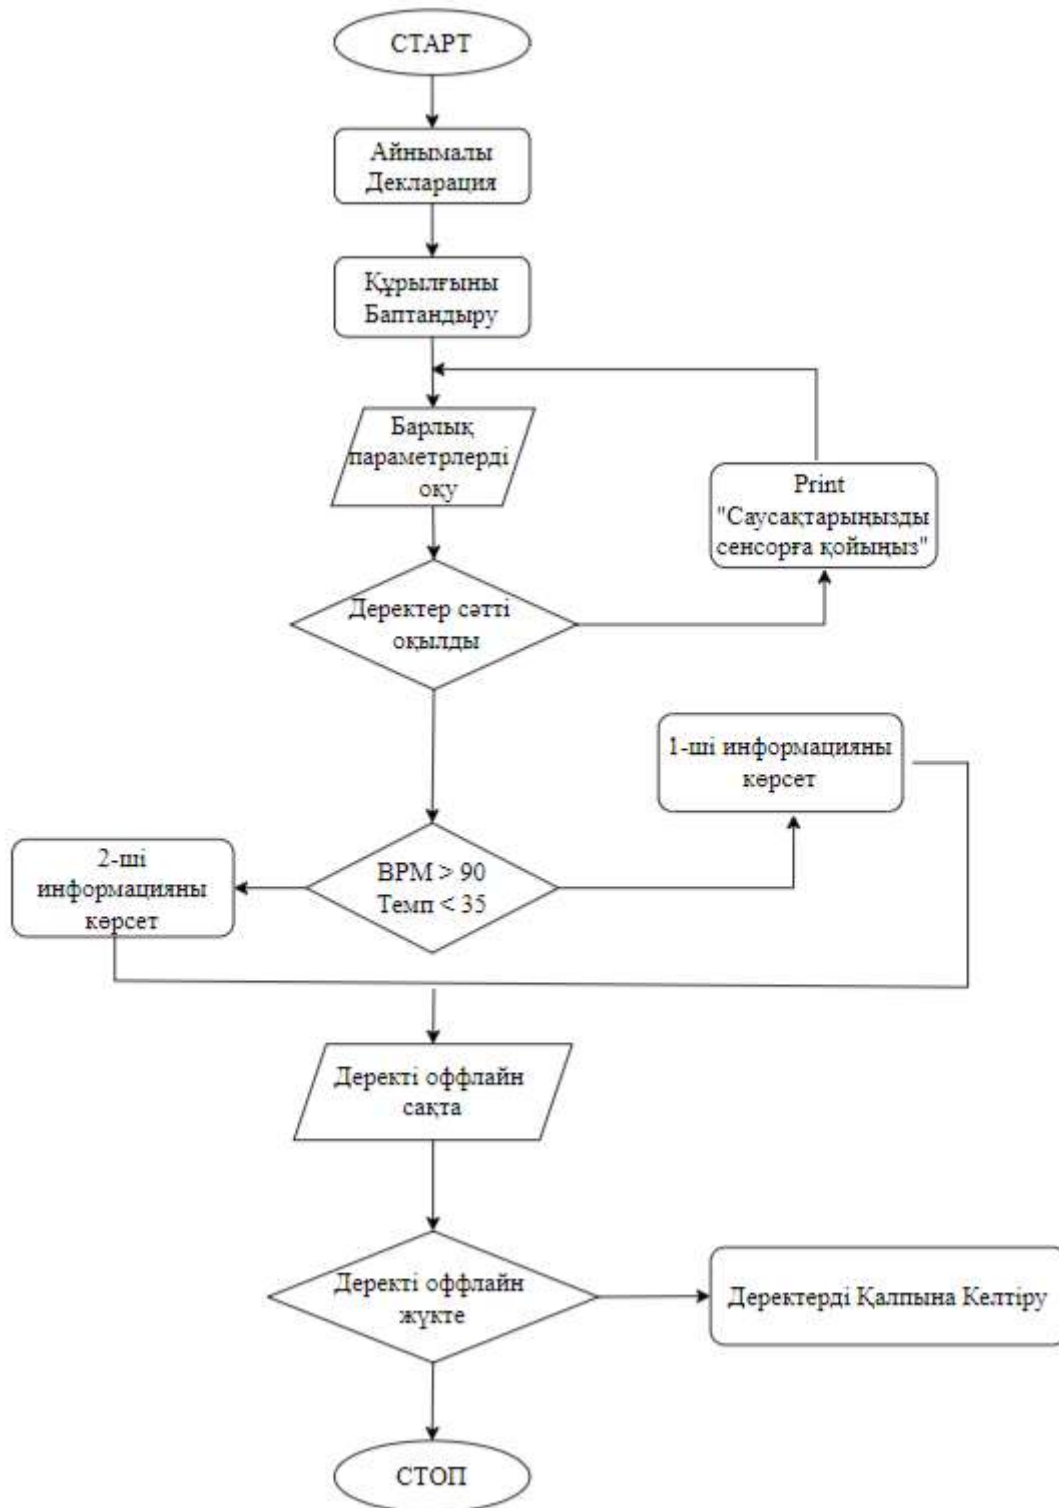 СТАРТ
Айнымалы
Декларация
Құрылғыны
Баптандыру
Барлық
параметрлерді
оқу
Print
"Саусақтарыңызды
сенсорға қойыңыз"
Деректер сәтті
оқылды
1-ші информацияны
көрсет
BPM > 90
Темп < 35
2-ші
информацияны
көрсет
Деректі оффлайн
сақта
Деректі оффлайн
жүкте
Деректерді Қалпына Келтіру
СТОП